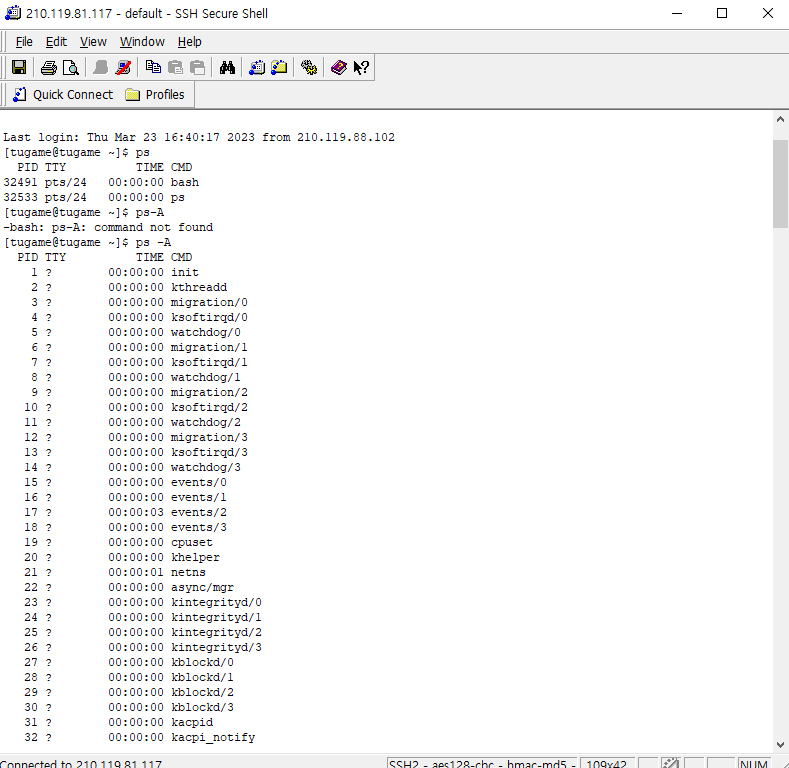 210.119.81.117 - default - SSH Secure Shell
File Edit View Window Help
Quick Connect Profiles
Last login: Thu Mar 23 16:40:17 2023 from 210.119.88.102
[tugame@tugame ~]$ ps
  PID TTY          TIME CMD
32491 pts/24   00:00:00 bash
32533 pts/24   00:00:00 ps
[tugame@tugame ~]$ ps-A
-bash: ps-A: command not found
[tugame@tugame ~]$ ps -A
  PID TTY          TIME CMD
    1 ?        00:00:00 init
    2 ?        00:00:00 kthreadd
    3 ?        00:00:00 migration/0
    4 ?        00:00:00 ksoftirqd/0
    5 ?        00:00:00 watchdog/0
    6 ?        00:00:00 migration/1
    7 ?        00:00:00 ksoftirqd/1
    8 ?        00:00:00 watchdog/1
    9 ?        00:00:00 migration/2
   10 ?        00:00:00 ksoftirqd/2
   11 ?        00:00:00 watchdog/2
   12 ?        00:00:00 migration/3
   13 ?        00:00:00 ksoftirqd/3
   14 ?        00:00:00 watchdog/3
   15 ?        00:00:00 events/0
   16 ?        00:00:00 events/1
   17 ?        00:00:03 events/2
   18 ?        00:00:00 events/3
   19 ?        00:00:00 cpuset
   20 ?        00:00:00 khelper
   21 ?        00:00:01 netns
   22 ?        00:00:00 async/mgr
   23 ?        00:00:00 kintegrityd/0
   24 ?        00:00:00 kintegrityd/1
   25 ?        00:00:00 kintegrityd/2
   26 ?        00:00:00 kintegrityd/3
   27 ?        00:00:00 kblockd/0
   28 ?        00:00:00 kblockd/1
   29 ?        00:00:00 kblockd/2
   30 ?        00:00:00 kblockd/3
   31 ?        00:00:00 kacpid
   32 ?        00:00:00 kacpi_notify
Connected to 210.119.81.117 SSH2 - aes128-cbc - hmac-md5 - 109x42 NUM